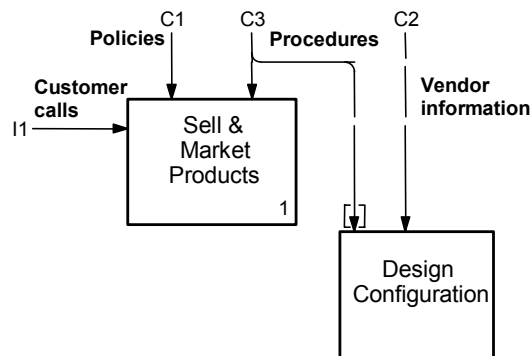 C1 C3 C2
Policies Procedures
Customer
calls
Vendor
information
I1
Sell &
Market
Products
1
Design
Configuration